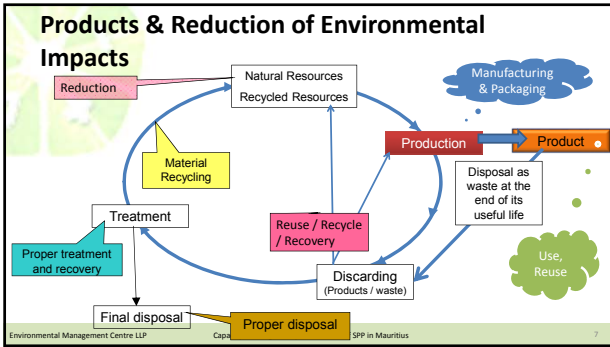 Products & Reduction of Environmental
Impacts
Natural Resources
Recycled Resources
Reduction
Manufacturing
& Packaging
Production
Product
Material
Recycling
Disposal as
waste at the
end of its
useful life
Treatment
Reuse / Recycle
/ Recovery
Proper treatment
and recovery
Use,
Reuse
Discarding
(Products / waste)
Final disposal
Proper disposal
Environmental Management Centre LLP
Capa
SPP in Mauritius
7